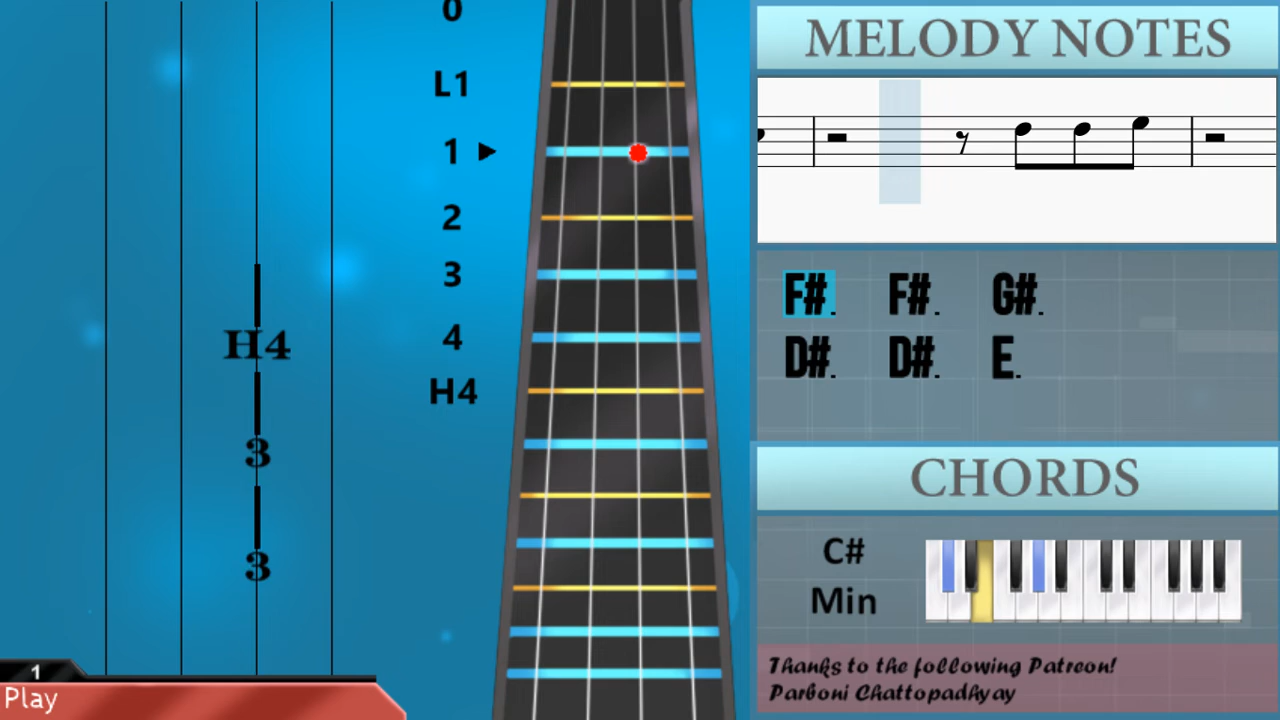 0
L1
1
2
3
4
H4
H4
3
3
1
Play
MELODY NOTES
F#. F#. G#.
D#. D#. E.
CHORDS
C#
Min
Thanks to the following Patreon!
Parboni Chattopadhyay